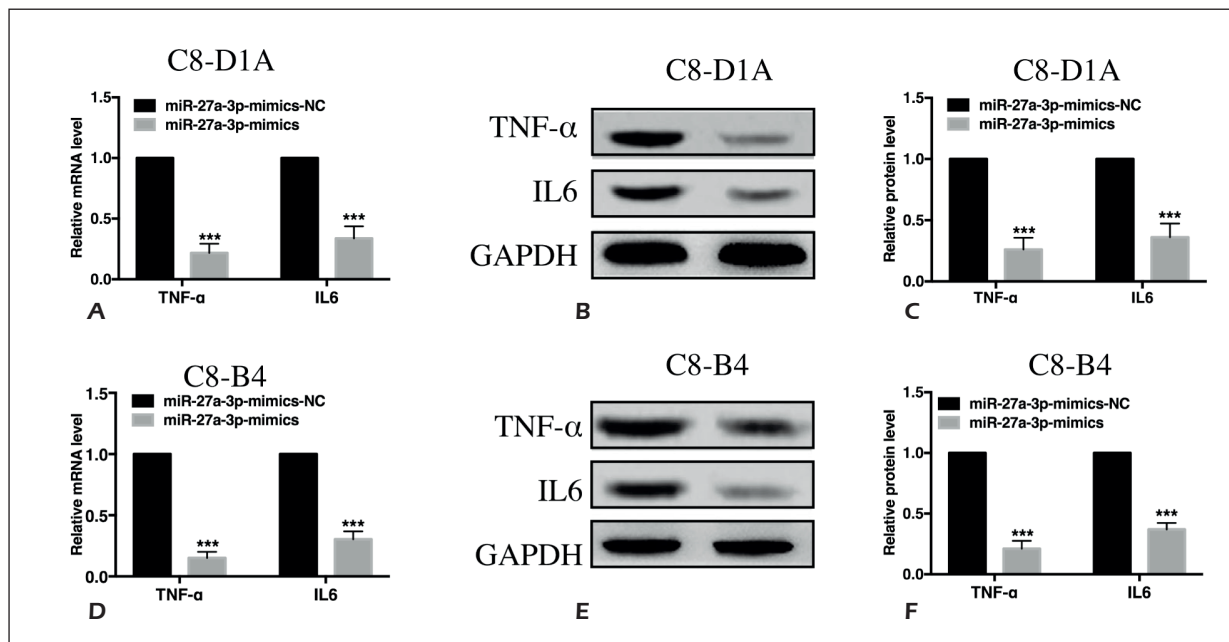 C8-D1A
1.5
miR-27a-3p-mimics-NC
miR-27a-3p-mimics
Relative mRNA level
1.0
***
***
0.5
0.0
TNF-α
IL6
A
C8-D1A
TNF-α
IL6
GAPDH
B
C8-D1A
1.5
miR-27a-3p-mimics-NC
miR-27a-3p-mimics
Relative protein level
1.0
***
***
0.5
0.0
TNF-α
IL6
C
C8-B4
1.5
miR-27a-3p-mimics-NC
miR-27a-3p-mimics
Relative mRNA level
1.0
***
***
0.5
0.0
TNF-α
IL6
D
C8-B4
TNF-α
IL6
GAPDH
E
C8-B4
1.5
miR-27a-3p-mimics-NC
miR-27a-3p-mimics
Relative protein level
1.0
***
***
0.5
0.0
TNF-α
IL6
F